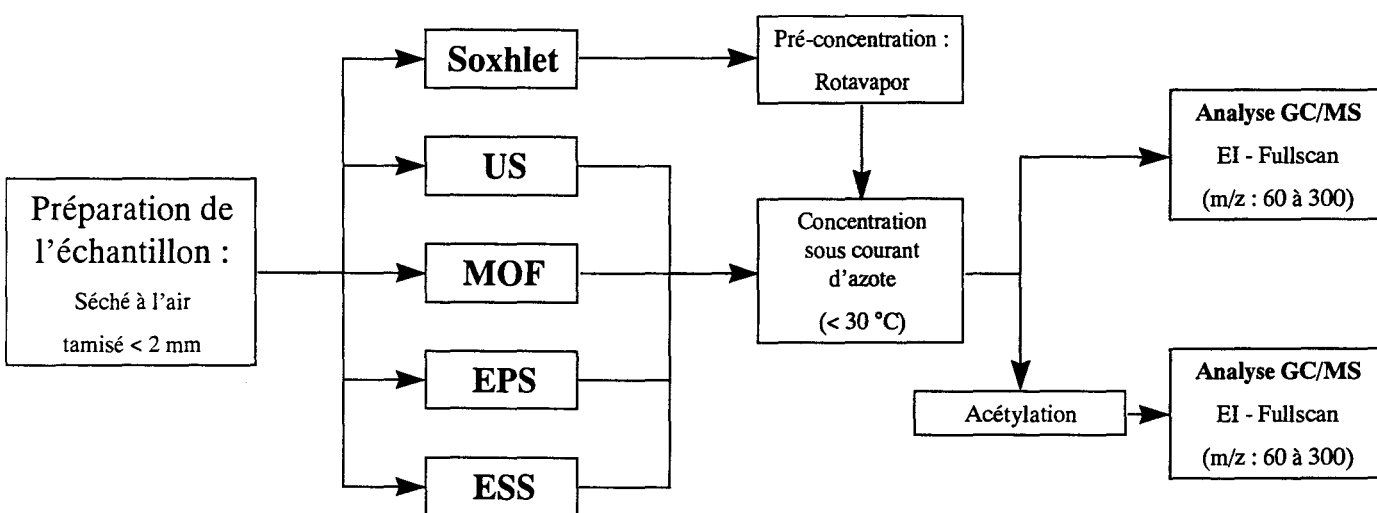 Préparation de
l'échantillon :
Séché à l'air
tamisé < 2 mm
Soxhlet
US
MOF
EPS
ESS
Pré-concentration :
Rotavapor
Concentration
sous courant
d'azote
(< 30 °C)
Analyse GC/MS
EI - Fullscan
(m/z : 60 à 300)
Acétylation
Analyse GC/MS
EI - Fullscan
(m/z : 60 à 300)